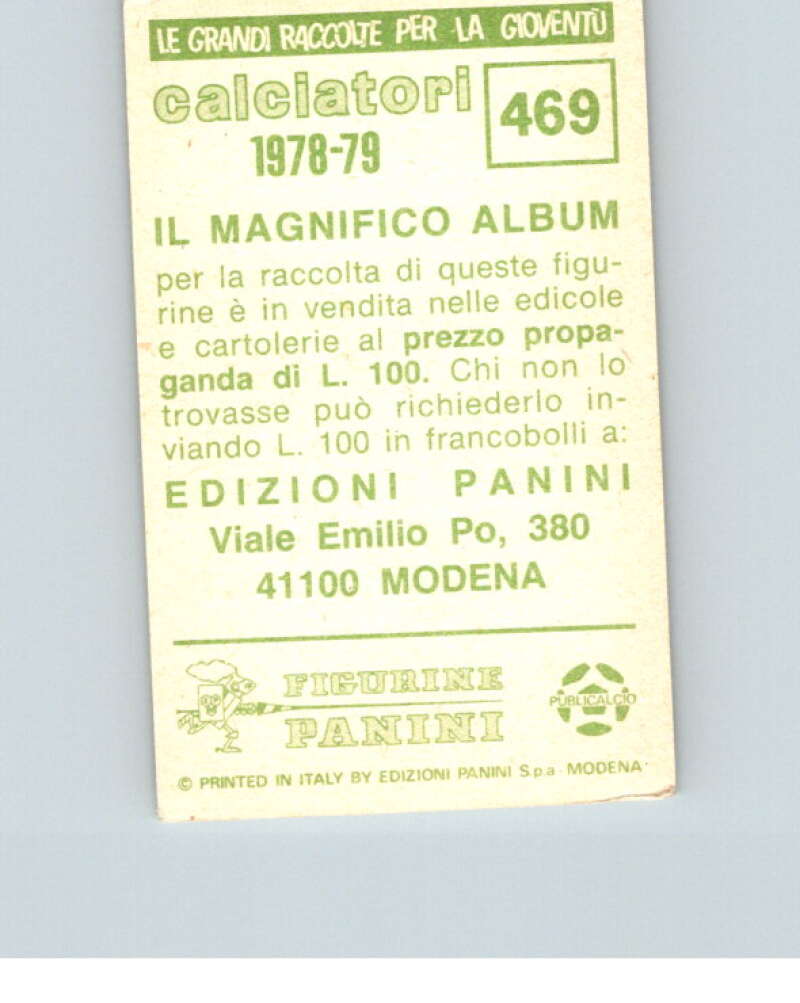 LE GRANDI RACCOLTE PER LA GIOVENTÙ
calciatori
469
1978-79
IL MAGNIFICO ALBUM
per la raccolta di queste figu-
rine è in vendita nelle edicole
e cartolerie al prezzo propa-
ganda di L. 100. Chi non lo
trovasse può richiederlo in-
viando L. 100 in francobolli a:
EDIZIONI PANINI
Viale Emilio Po, 380
41100 MODENA
FIGURINE
PANINI
PUBLICALCIO
© PRINTED IN ITALY BY EDIZIONI PANINI S.p.a. MODENA